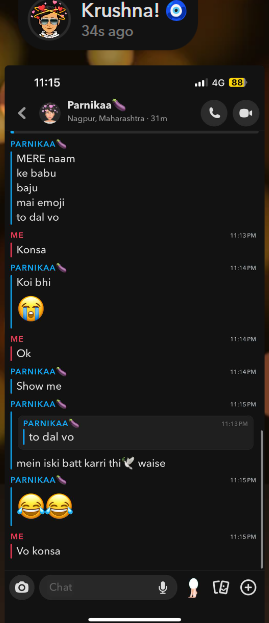 Krushna! 🧿
34s ago
11:15
4G 88
Parnikaa🍆
Nagpur, Maharashtra · 31m
PARNIKAA🍆
MERE naam
ke babu
baju
mai emoji
to dal vo
ME 11:13 PM
Konsa
PARNIKAA🍆 11:14 PM
Koi bhi
😭
ME 11:14 PM
Ok
PARNIKAA🍆 11:14 PM
Show me
PARNIKAA🍆 11:15 PM
PARNIKAA🍆 11:13 PM
to dal vo
mein iski batt karri thi🕊️ waise
PARNIKAA🍆 11:15 PM
😂😂
ME 11:15 PM
Vo konsa
Chat